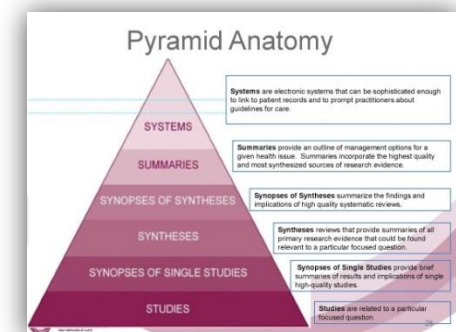 Pyramid Anatomy
SYSTEMS
SUMMARIES
SYNOPSES OF SYNTHESES
SYNTHESES
SYNOPSES OF SINGLE STUDIES
STUDIES
Systems are electronic systems that can be sophisticated enough
to link to patient records and to prompt practitioners about
guidelines for care.
Summaries provide an outline of management options for a
given health issue. Summaries incorporate the highest quality
and most synthesized sources of research evidence.
Synopses of Syntheses summarize the findings and
implications of high quality systematic reviews.
Syntheses reviews that provide summaries of all
primary research evidence that could be found
relevant to a particular focused question.
Synopses of Single Studies provide brief
summaries of results and implications of single
high-quality studies.
Studies are related to a particular
focused question.